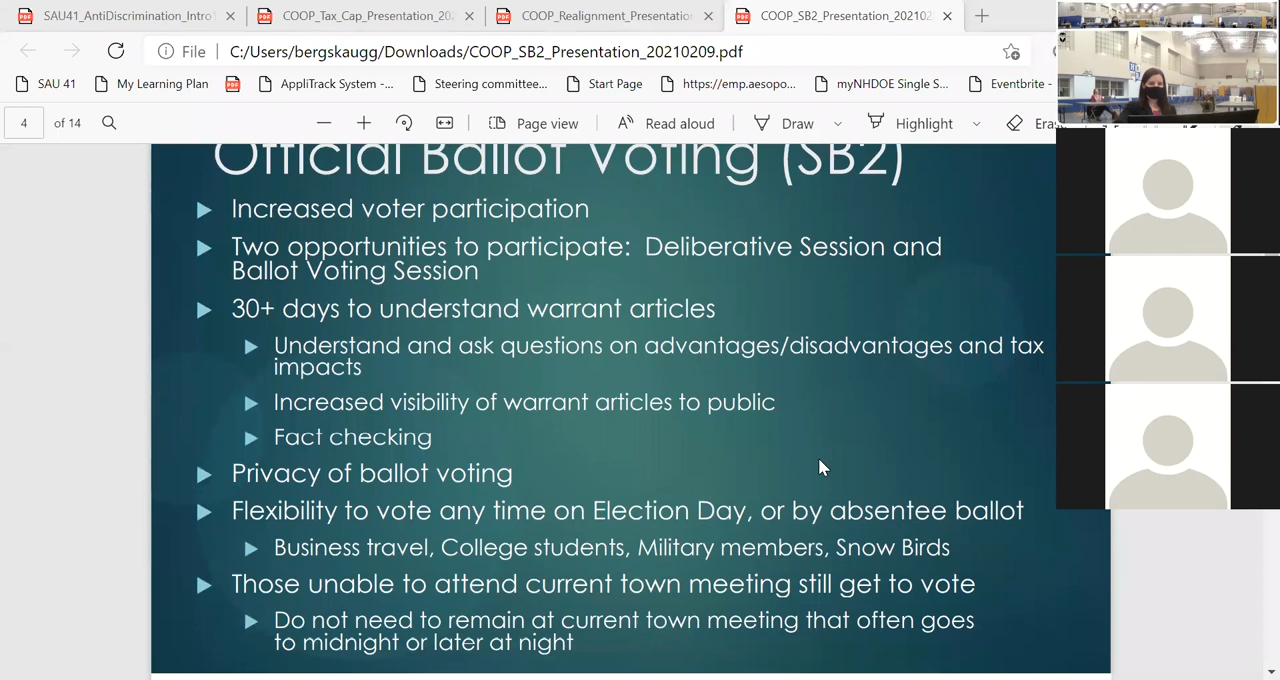 SAU41_AntiDiscrimination_Intro
COOP_Tax_Cap_Presentation_202
COOP_Realignment_Presentation
COOP_SB2_Presentation_202102
File
C:/Users/bergskaugg/Downloads/COOP_SB2_Presentation_20210209.pdf
SAU 41
My Learning Plan
AppliTrack System -...
Steering committee...
Start Page
https://emp.aesopo...
myNHDOE Single S...
Eventbrite -
4 of 14
Page view
Read aloud
Draw
Highlight
Official Ballot Voting (SB2)
Increased voter participation
Two opportunities to participate: Deliberative Session and
Ballot Voting Session
30+ days to understand warrant articles
Understand and ask questions on advantages/disadvantages and tax
impacts
Increased visibility of warrant articles to public
Fact checking
Privacy of ballot voting
Flexibility to vote any time on Election Day, or by absentee ballot
Business travel, College students, Military members, Snow Birds
Those unable to attend current town meeting still get to vote
Do not need to remain at current town meeting that often goes
to midnight or later at night